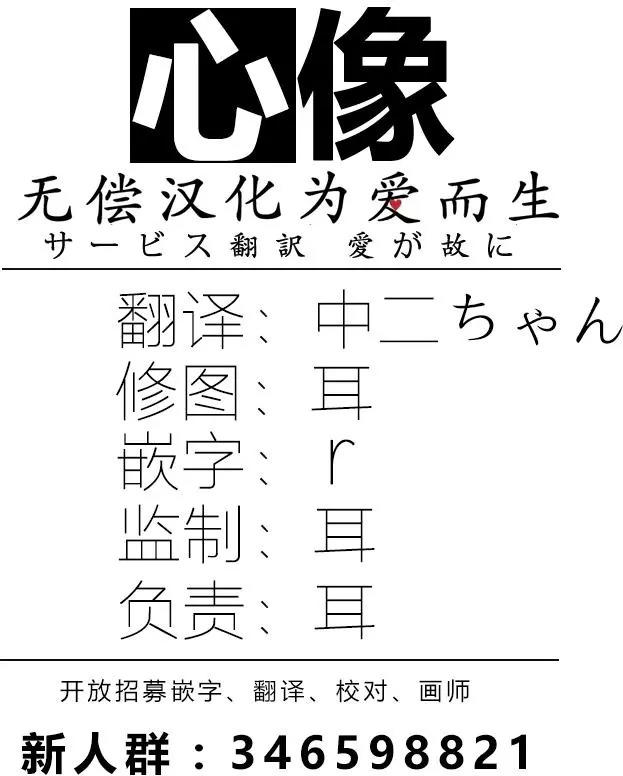 心像
无偿汉化为爱而生
サービス翻訳 愛が故に
翻译：中二ちゃん
修图：耳
嵌字：r
监制：耳
负责：耳
开放招募嵌字、翻译、校对、画师
新人群：346598821